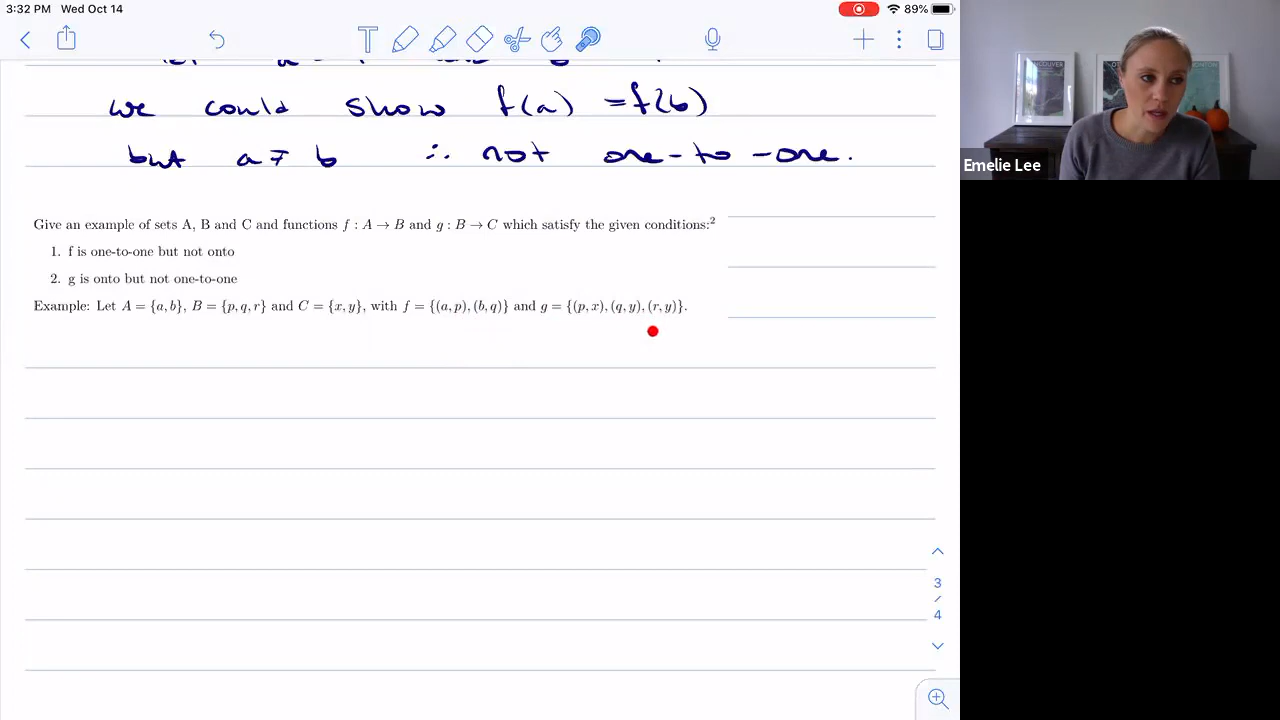 3:32 PM Wed Oct 14
89%
we could show f(a) = f(b)
but a ≠ b ∴ not one-to-one.
Give an example of sets A, B and C and functions f : A → B and g : B → C which satisfy the given conditions:²
1. f is one-to-one but not onto
2. g is onto but not one-to-one
Example: Let A = {a, b}, B = {p, q, r} and C = {x, y}, with f = {(a, p), (b, q)} and g = {(p, x), (q, y), (r, y)}.
3
/
4
VANCOUVER
Emelie Lee